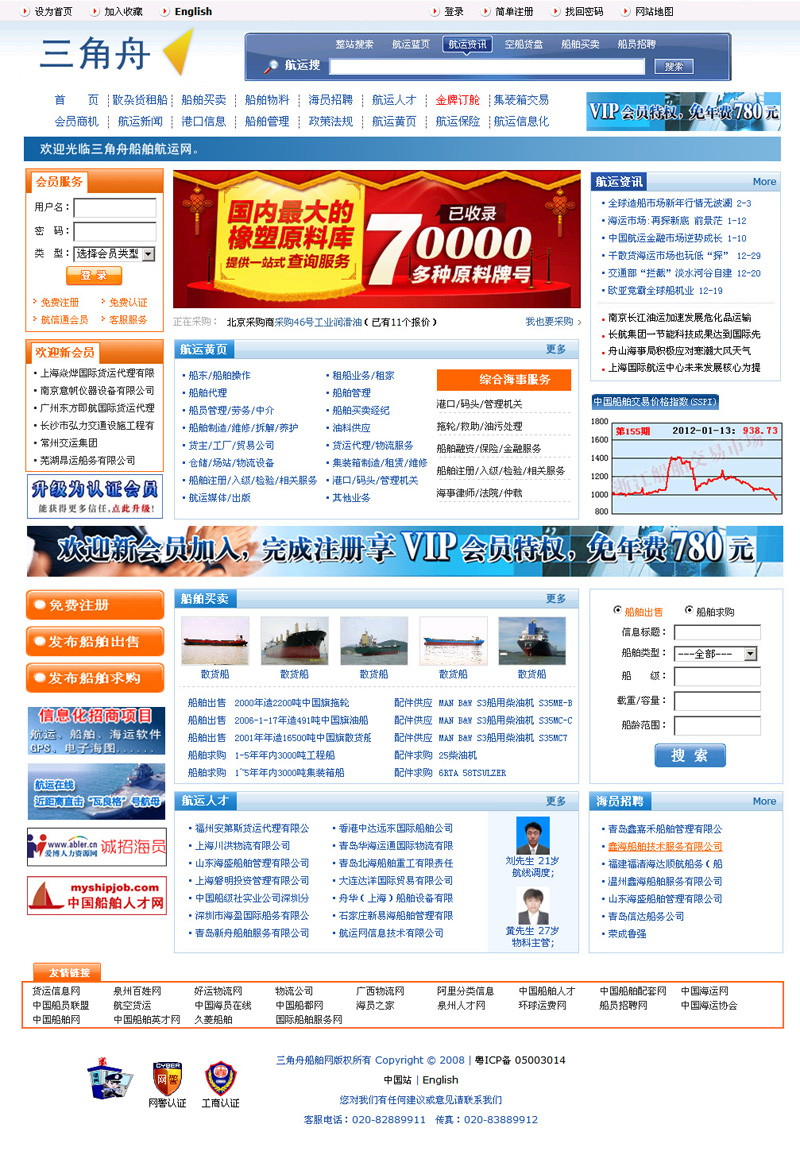 设为首页 加入收藏 English 登录 简单注册 找回密码 网站地图
三角舟
整站搜索 航运蓝页 航运资讯 空船货盘 船舶买卖 船员招聘
航运搜 搜索
首 页 散杂货租船 船舶买卖 船舶物料 海员招聘 航运人才 金牌订舱 集装箱交易
会员商机 航运新闻 港口信息 船舶管理 政策法规 航运黄页 航运保险 航运信息化
VIP会员特权，免年费780元
欢迎光临三角舟船舶航运网。
会员服务
用户名：
密 码：
类 型： 选择会员类型
登 录
免费注册 免费认证
航信通会员 客服服务
国内最大的
橡塑原料库
提供一站式查询服务
已收录
70000
多种原料牌号
正在采购： 北京采购商采购46号工业润滑油（已有11个报价） 我也要采购
航运资讯 More
全球造船市场新年行情无波澜 2-3
海运市场：再探新底 前景茫 1-12
中国航运金融市场逆势成长 1-10
干散货海运市场也玩低“探” 12-29
交通部“拦截”淡水河谷自建 12-20
欧亚竞霸全球船机业 12-19
南京长江油运加速发展危化品运输
长航集团一节能科技成果达到国际先
舟山海事局积极应对寒潮大风天气
上海国际航运中心未来发展核心为提
欢迎新会员
上海焱烨国际货运代理有限
南京意帆仪器设备有限公司
广州东方即航国际货运代理
长沙市弘力交通设施工程有
常州交运集团
芜湖昂运船务有限公司
升级为认证会员
能获得更多信任，点此升级！
航运黄页 更多
船东/船舶操作 租船业务/租家
船舶代理 船舶管理
船员管理/劳务/中介 船舶买卖经纪
船舶制造/维修/拆解/养护 油料供应
货主/工厂/贸易公司 货运代理/物流服务
仓储/场站/物流设备 集装箱制造/租赁/维修
船舶注册/入级/检验/相关服务 港口/码头/管理机关
航运媒体/出版 其他业务
综合海事服务
港口/码头/管理机关
拖轮/救助/油污处理
船舶融资/保险/金融服务
船舶注册/入级/检验/相关服务
海事律师/法院/仲裁
中国船舶交易价格指数(SSPI)
第155期 2012-01-13: 938.73
1800
1600
1400
1200
1000
800
浙江船舶交易市场
欢迎新会员加入，完成注册享VIP会员特权，免年费780元
免费注册
发布船舶出售
发布船舶求购
信息化招商项目
航运、船舶、海运软件
GPS、电子海图......
航运在线
近距离直击“瓦良格”号航母
www.abler.cn
爱博人力资源网
诚招海员
myshipjob.com
中国船舶人才网
船舶买卖 更多
散货船 散货船 散货船 散货船 散货船
船舶出售 2000年造2200吨中国旗拖轮 配件供应 MAN B&W S3船用柴油机 S35ME-B
船舶出售 2006-1-17年造491吨中国旗油船 配件供应 MAN B&W S3船用柴油机 S35MC-C
船舶出售 2001年造16500吨中国旗散货船 配件供应 MAN B&W S3船用柴油机 S35MC7
船舶求购 1-5年年内3000吨工程船 配件求购 25柴油机
船舶求购 1~5年年内3000吨集装箱船 配件求购 6RTA 58TSULZER
船舶出售 船舶求购
信息标题：
船舶类型： ---全部---
船 级：
载重/容量：
船龄范围：
搜 索
航运人才 更多
福州安第斯货运代理有限公 香港中达远东国际船舶公司
上海川洪物流有限公司 青岛华海运通国际物流有限
山东海盛船舶管理有限公司 青岛北海船舶重工有限责任
上海磐明投资管理有限公司 大连达洋国际贸易有限公司
中国船级社实业公司深圳分 舟华（上海）船舶设备有限
深圳市海盈国际船务有限公 石家庄新易海船舶管理有限
青岛新舟船舶服务有限公司 航运网信息技术有限公司
刘先生 21岁
航线调度;
黄先生 27岁
物料主管;
海员招聘 More
青岛鑫嘉禾船舶管理有限公
鑫海船舶技术服务有限公司
福建福清海达顺航船务（船
温州鑫海船舶服务有限公司
山东海盛船舶管理有限公司
青岛信达船务公司
荣成鲁强
友情链接
货运信息网 泉州百姓网 好运物流网 物流公司 广西物流网 阿里分类信息 中国船舶人才 中国船舶配套网 中国海运网
中国船员联盟 航空货运 中国海员在线 中国船都网 海员之家 泉州人才网 环球运费网 船员招聘网 中国海运协会
中国船舶网 中国船舶英才网 久菱船舶 国际船舶服务网
网警认证 工商认证
三角舟船舶网版权所有 Copyright © 2008 | 粤ICP备 05003014
中国站 | English
您对我们有任何建议或意见请联系我们
客服电话：020-82889911 传真：020-83889912